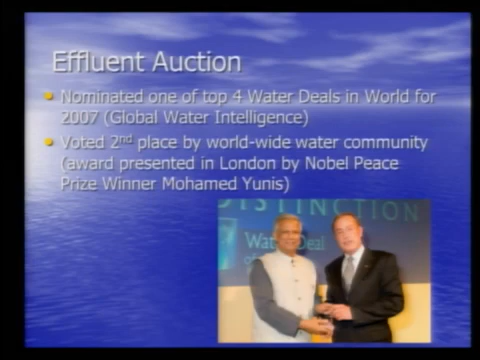 Effluent Auction
Nominated one of top 4 Water Deals in World for
2007 (Global Water Intelligence)
Voted 2nd place by world-wide water community
(award presented in London by Nobel Peace
Prize Winner Mohamed Yunis)
DISTINCTION
Water Deal